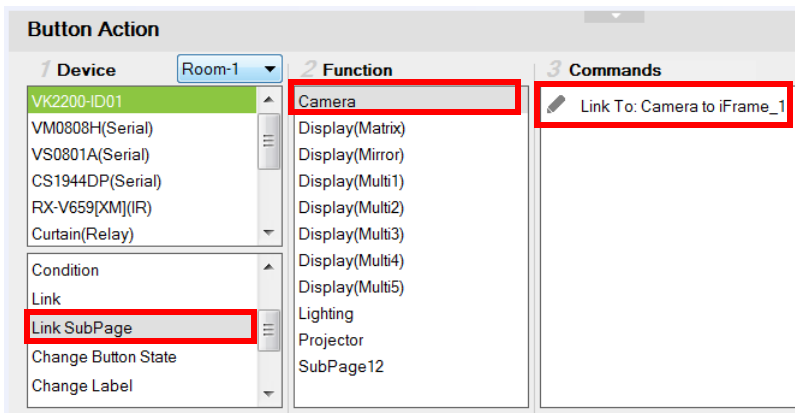 Button Action
1 Device
Room-1
VK2200-ID01
VM0808H(Serial)
VS0801A(Serial)
CS1944DP(Serial)
RX-V659[XM](IR)
Curtain(Relay)
Condition
Link
Link SubPage
Change Button State
Change Label
2 Function
Camera
Display(Matrix)
Display(Mirror)
Display(Multi1)
Display(Multi2)
Display(Multi3)
Display(Multi4)
Display(Multi5)
Lighting
Projector
SubPage12
3 Commands
Link To: Camera to iFrame_1